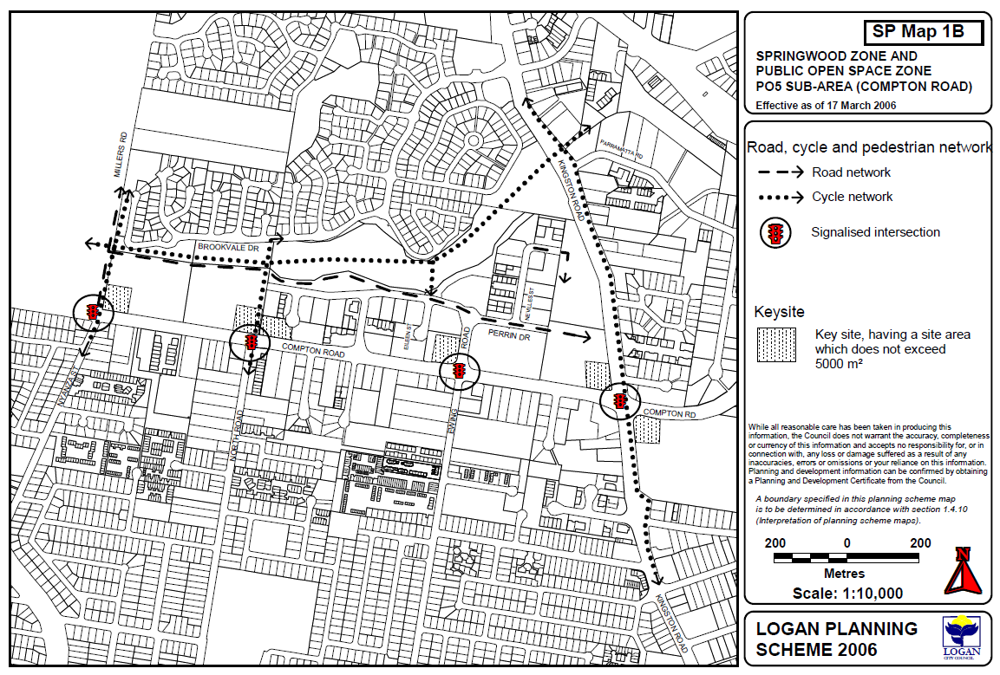 SP Map 1B
SPRINGWOOD ZONE AND
PUBLIC OPEN SPACE ZONE
PO5 SUB-AREA (COMPTON ROAD)
Effective as of 17 March 2006
Road, cycle and pedestrian network
Road network
Cycle network
Signalised intersection
Keysite
Key site, having a site area
which does not exceed
5000 m²
While all reasonable care has been taken in producing this
information, the Council does not warrant the accuracy, completeness
or currency of this information and accepts no responsibility for, or in
connection with, any loss or damage suffered as a result of any
inaccuracies, errors or omissions or your reliance on this information.
Planning and development information can be confirmed by obtaining
a Planning and Development Certificate from the Council.
A boundary specified in this planning scheme map
is to be determined in accordance with section 1.4.10
(Interpretation of planning scheme maps).
200 0 200
Metres
N
Scale: 1:10,000
LOGAN PLANNING
SCHEME 2006
LOGAN
CITY COUNCIL
MILLERS RD
PARRAMATTA RD
KINGSTON ROAD
BROOKVALE DR
NEVILLES ST
PERRIN DR
EILEEN ST
ROAD
COMPTON ROAD
NYANZA ST
COMPTON RD
NORTH ROAD
EWING
KINGSTON ROAD